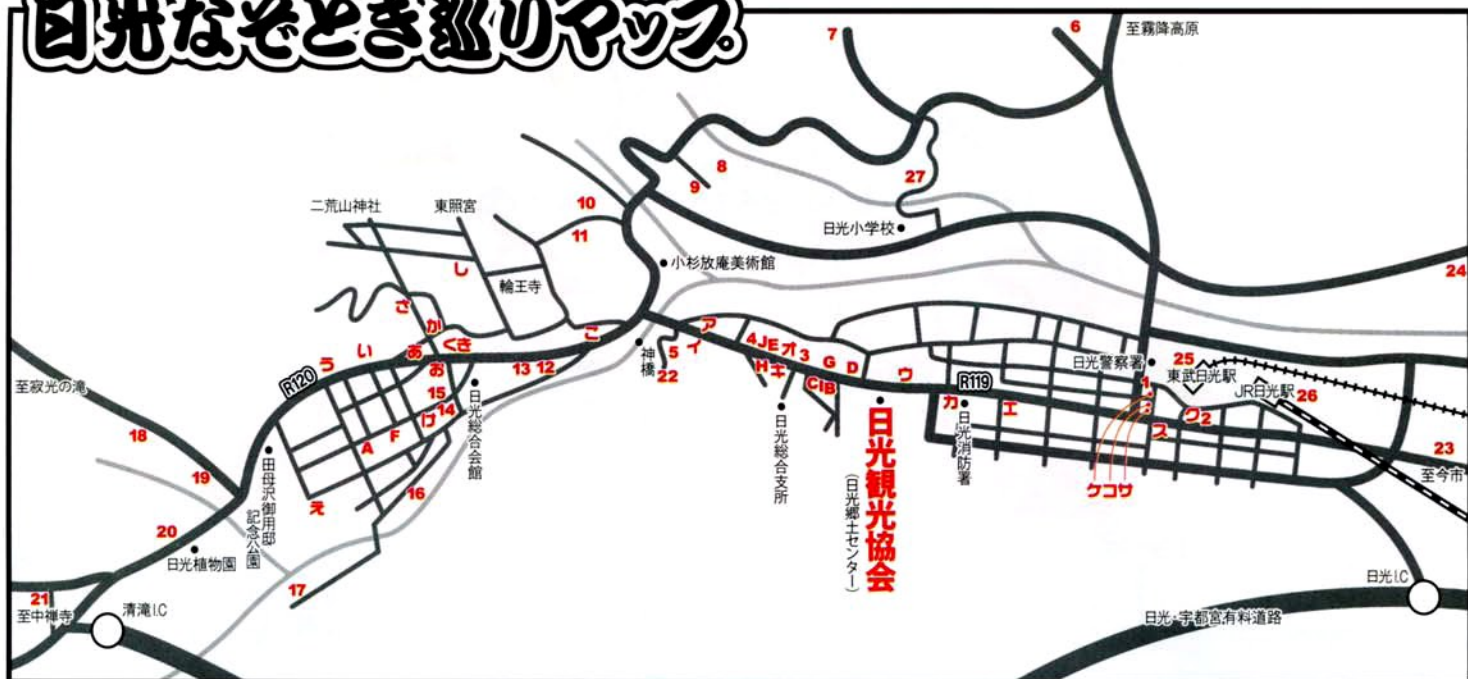 日光なぞとき巡りマップ
7
6
至霧降高原
8
9
27
二荒山神社
東照宮
10
11
日光小学校
し
小杉放庵美術館
24
輪王寺
さ
か
こ
ア
イ
4
J
E
オ
3
G
D
う
い
あ
くき
お
13
12
神橋
5
22
H
キ
CIB
ウ
R119
日光警察署
25
東武日光駅
JR日光駅
26
至寂光の滝
R120
15
14
け
日光総合会館
1
カ
エ
ク2
ス
A
F
日光総合支所
日光観光協会
(日光郷土センター)
日光消防署
23
至今市
18
19
16
え
ケコサ
田母沢御用邸
記念公園
20
日光植物園
17
21
至中禅寺
清滝I.C
日光I.C
日光・宇都宮有料道路